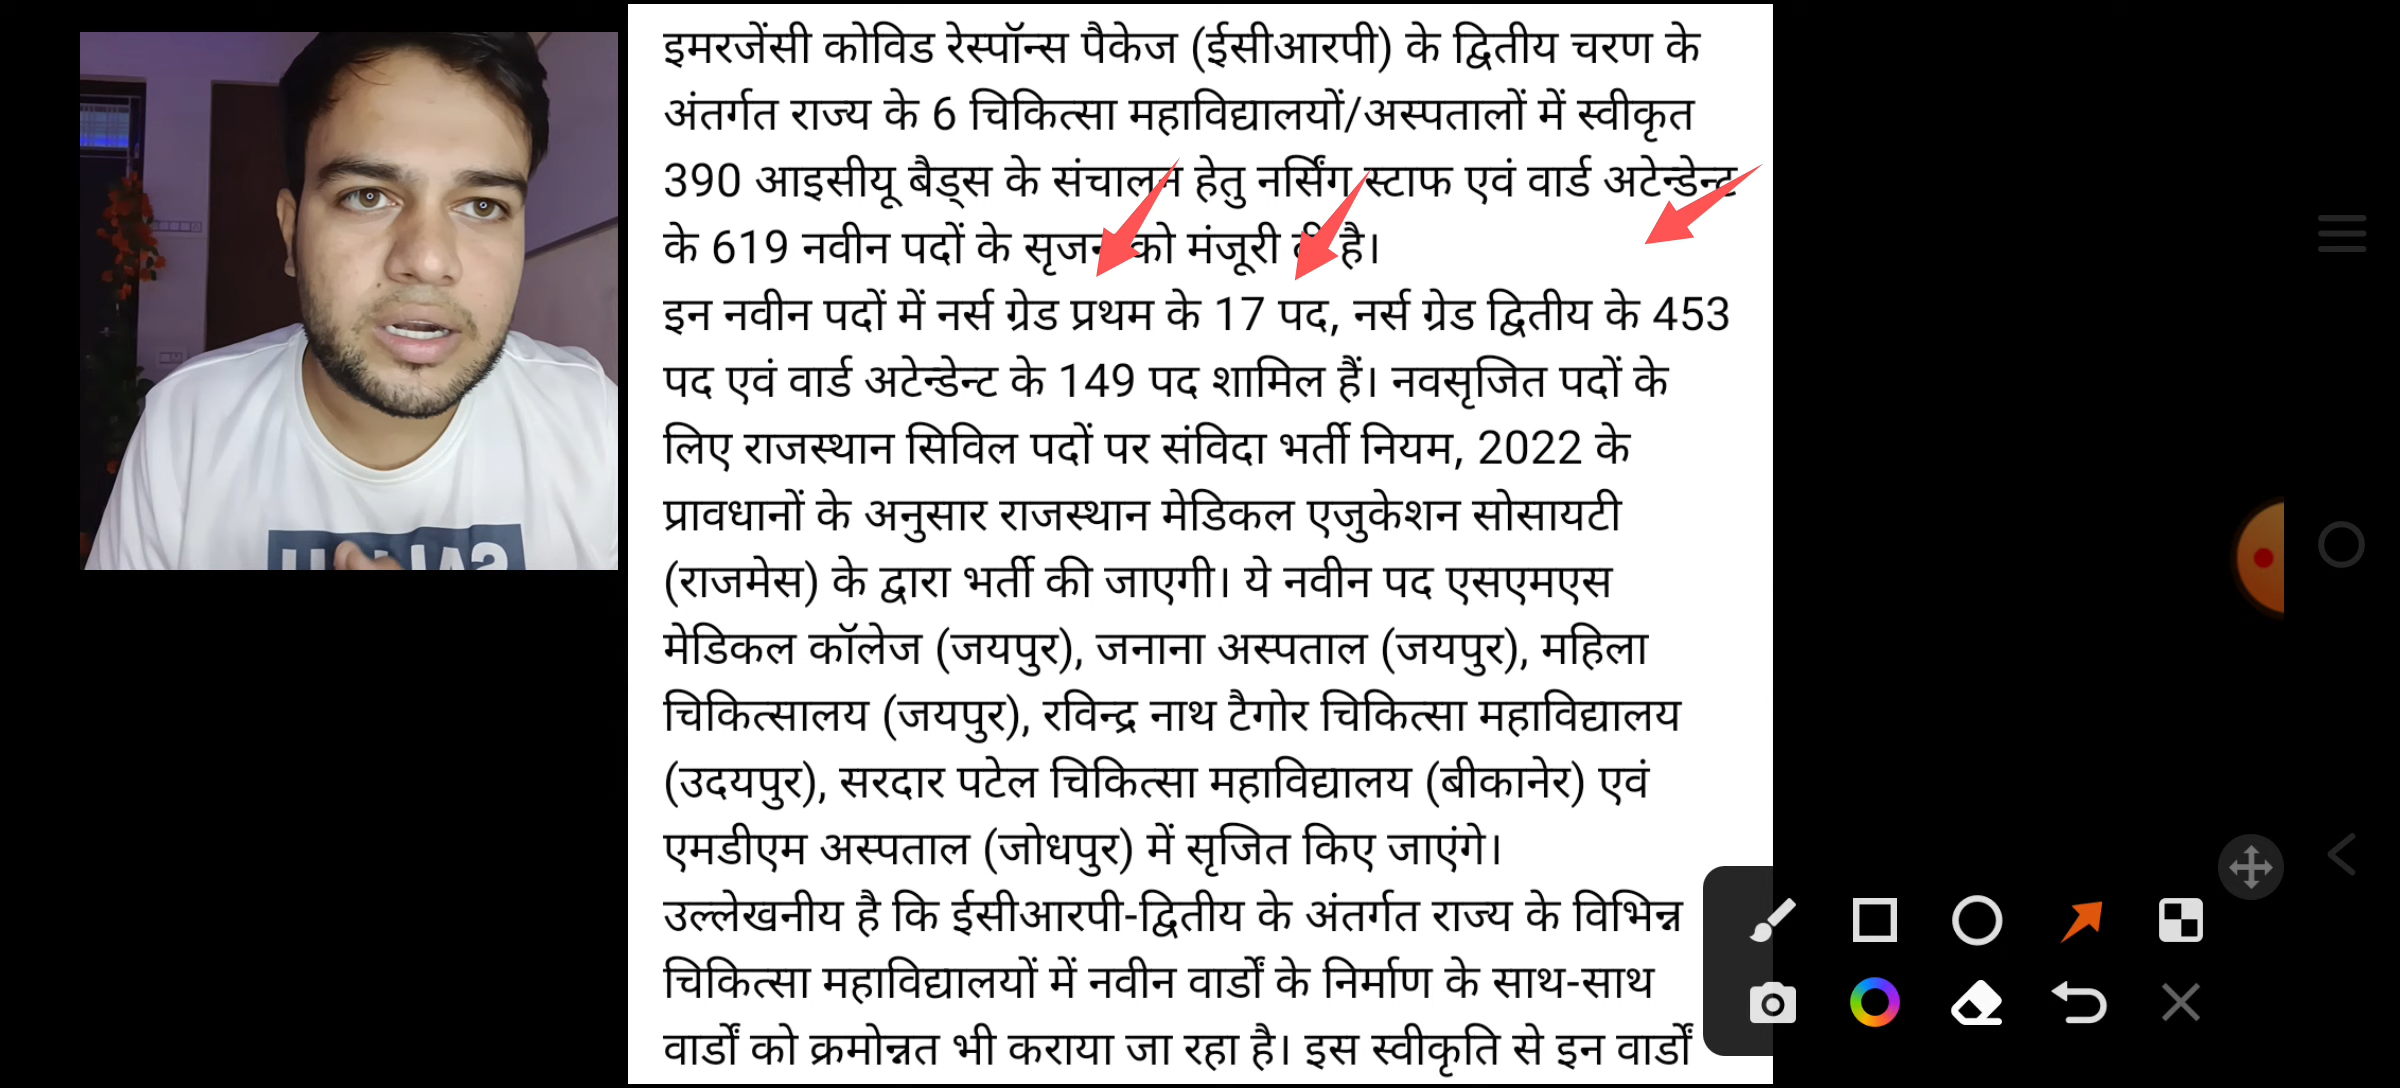 इमरजेंसी कोविड रेस्पॉन्स पैकेज (ईसीआरपी) के द्वितीय चरण के
अंतर्गत राज्य के 6 चिकित्सा महाविद्यालयों/अस्पतालों में स्वीकृत
390 आइसीयू बैड्स के संचालन हेतु नर्सिंग स्टाफ एवं वार्ड अटेन्डेन्ट
के 619 नवीन पदों के सृजन को मंजूरी है।
इन नवीन पदों में नर्स ग्रेड प्रथम के 17 पद, नर्स ग्रेड द्वितीय के 453
पद एवं वार्ड अटेन्डेन्ट के 149 पद शामिल हैं। नवसृजित पदों के
लिए राजस्थान सिविल पदों पर संविदा भर्ती नियम, 2022 के
प्रावधानों के अनुसार राजस्थान मेडिकल एजुकेशन सोसायटी
(राजमेस) के द्वारा भर्ती की जाएगी। ये नवीन पद एसएमएस
मेडिकल कॉलेज (जयपुर), जनाना अस्पताल (जयपुर), महिला
चिकित्सालय (जयपुर), रविन्द्र नाथ टैगोर चिकित्सा महाविद्यालय
(उदयपुर), सरदार पटेल चिकित्सा महाविद्यालय (बीकानेर) एवं
एमडीएम अस्पताल (जोधपुर) में सृजित किए जाएंगे।
उल्लेखनीय है कि ईसीआरपी-द्वितीय के अंतर्गत राज्य के विभिन्न
चिकित्सा महाविद्यालयों में नवीन वार्डों के निर्माण के साथ-साथ
वार्डों को क्रमोन्नत भी कराया जा रहा है। इस स्वीकृति से इन वार्डों